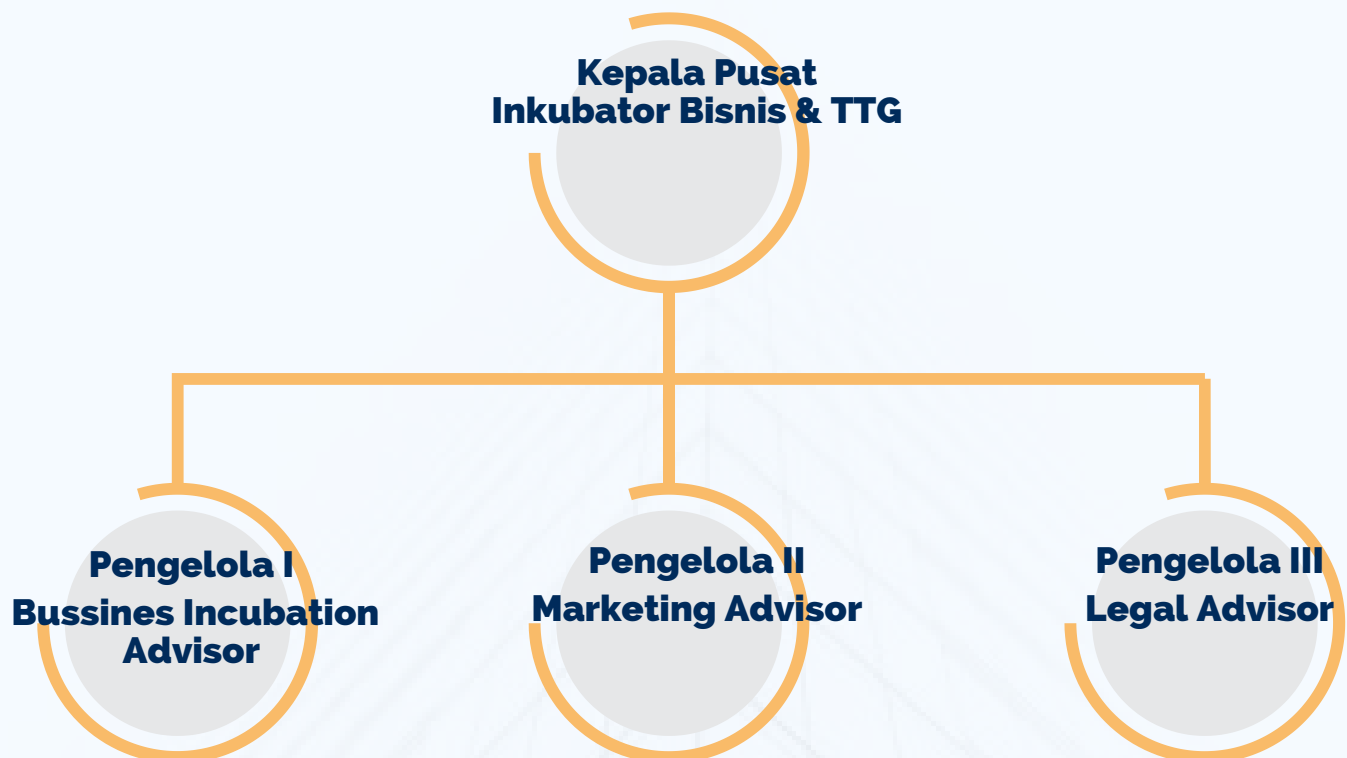 Kepala Pusat
Inkubator Bisnis & TTG
Pengelola I
Bussines Incubation
Advisor
Pengelola II
Marketing Advisor
Pengelola III
Legal Advisor